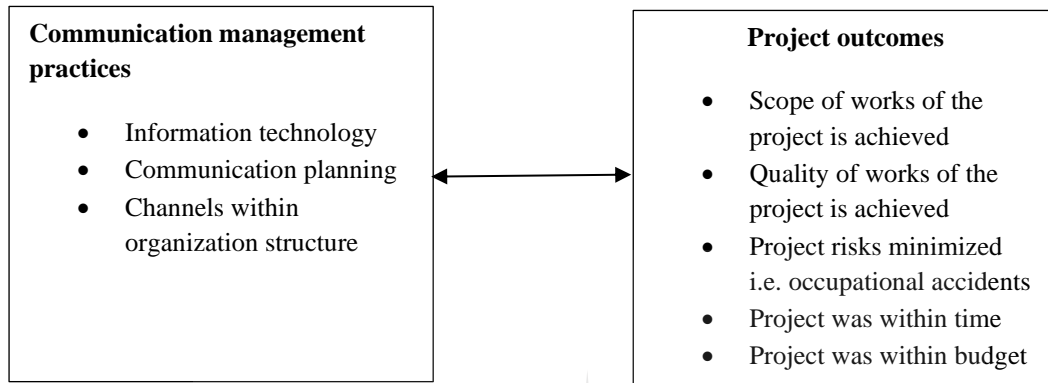 Communication management
practices
• Information technology
• Communication planning
• Channels within
organization structure
Project outcomes
• Scope of works of the
project is achieved
• Quality of works of the
project is achieved
• Project risks minimized
i.e. occupational accidents
• Project was within time
• Project was within budget